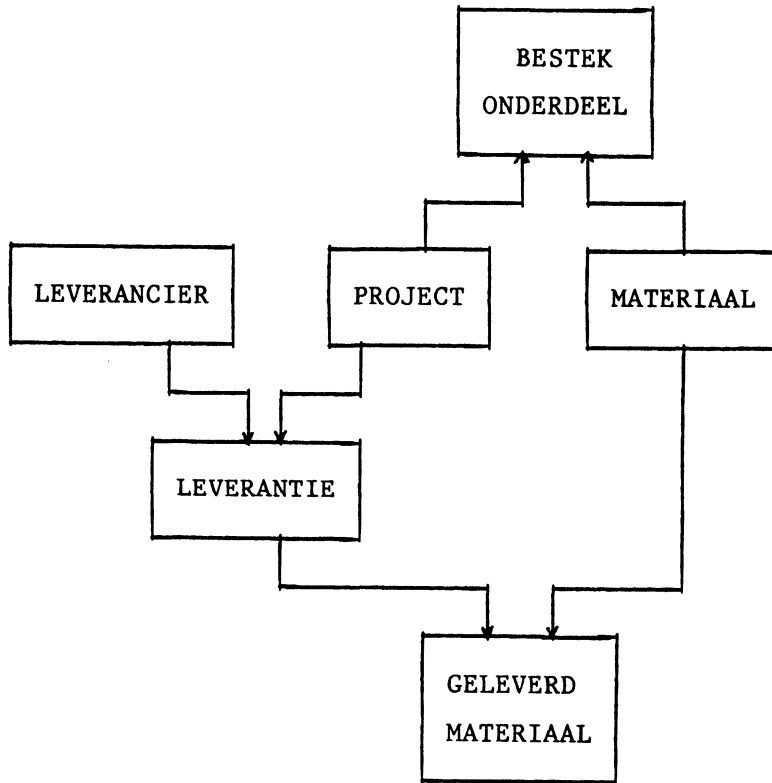 BESTEK
ONDERDEEL
LEVERANCIER
PROJECT
MATERIAAL
LEVERANTIE
GELEVERD
MATERIAAL